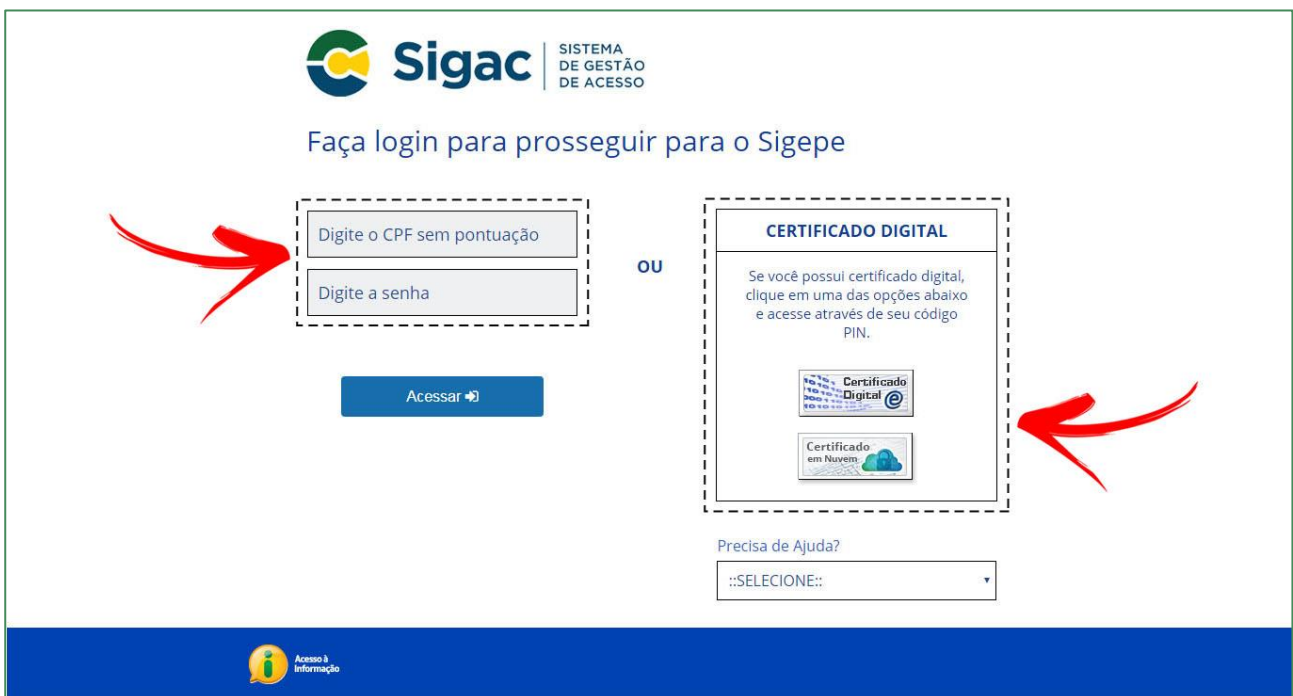 Sigac
SISTEMA
DE GESTÃO
DE ACESSO
Faça login para prosseguir para o Sigepe
Digite o CPF sem pontuação
Digite a senha
Acessar
OU
CERTIFICADO DIGITAL
Se você possui certificado digital,
clique em uma das opções abaixo
e acesse através de seu código
PIN.
Certificado
Digital
Certificado
em Nuvem
Precisa de Ajuda?
::SELECIONE::
Acesso à
Informação